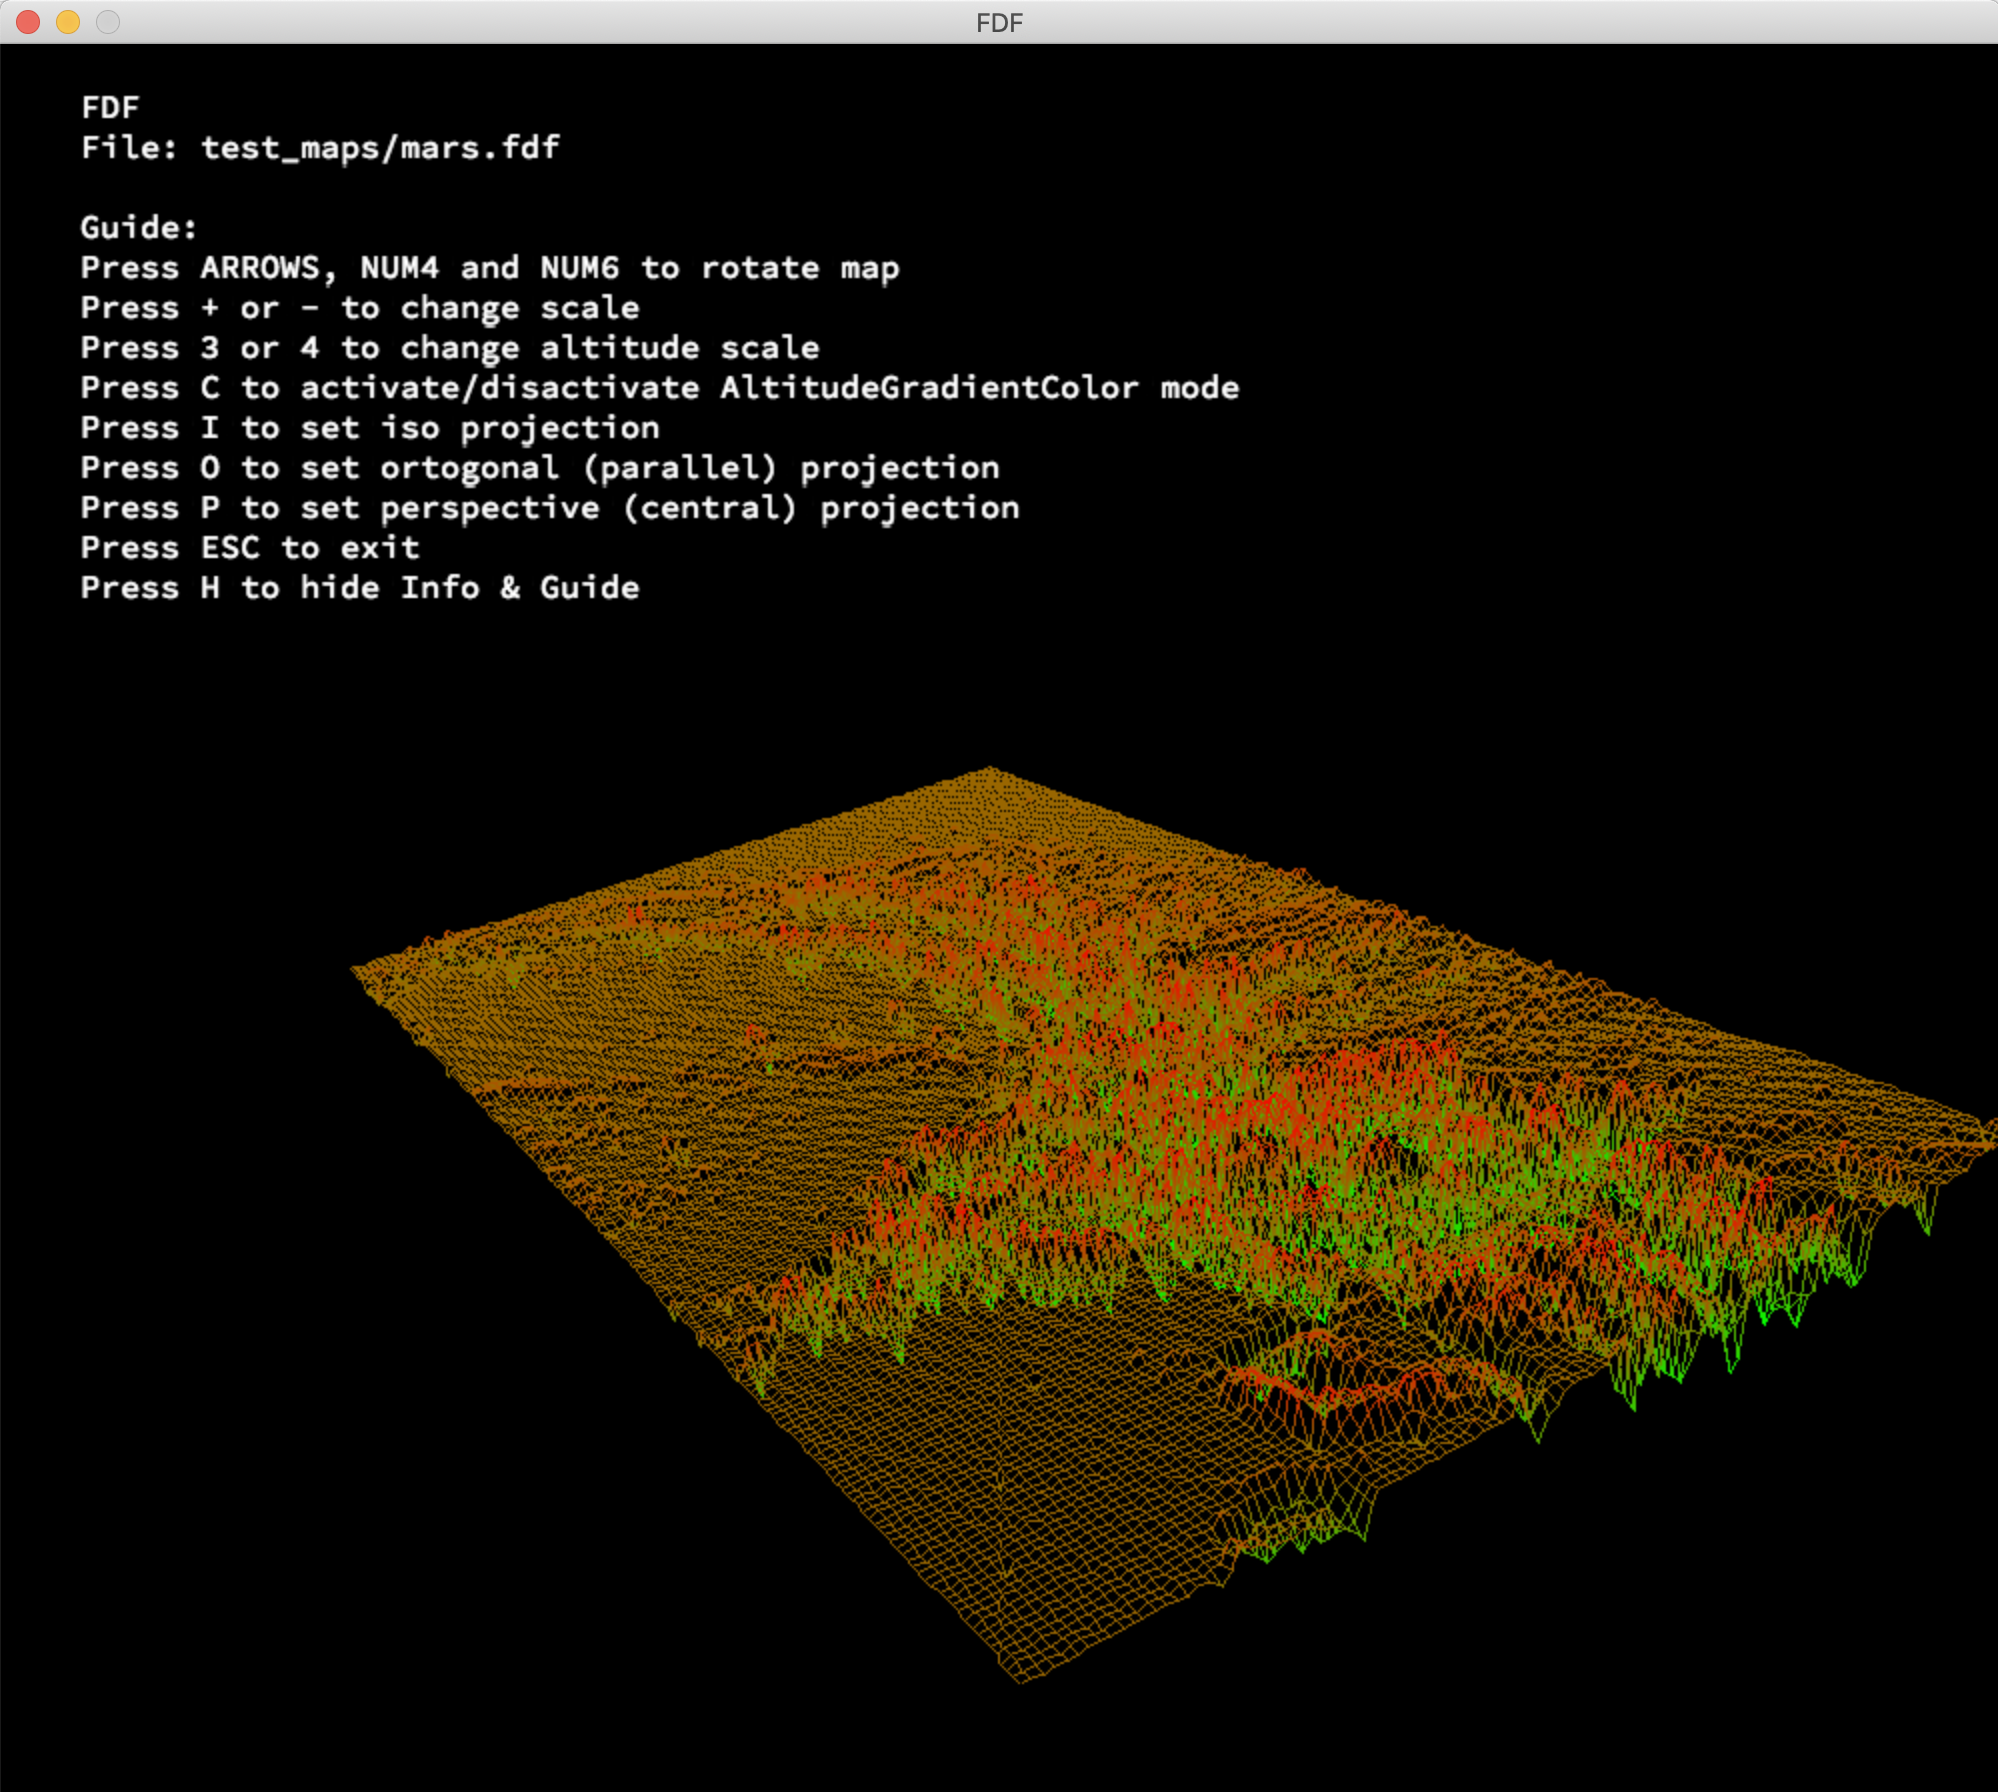 FDF
FDF
File: test_maps/mars.fdf
Guide:
Press ARROWS, NUM4 and NUM6 to rotate map
Press + or - to change scale
Press 3 or 4 to change altitude scale
Press C to activate/disactivate AltitudeGradientColor mode
Press I to set iso projection
Press O to set ortogonal (parallel) projection
Press P to set perspective (central) projection
Press ESC to exit
Press H to hide Info & Guide